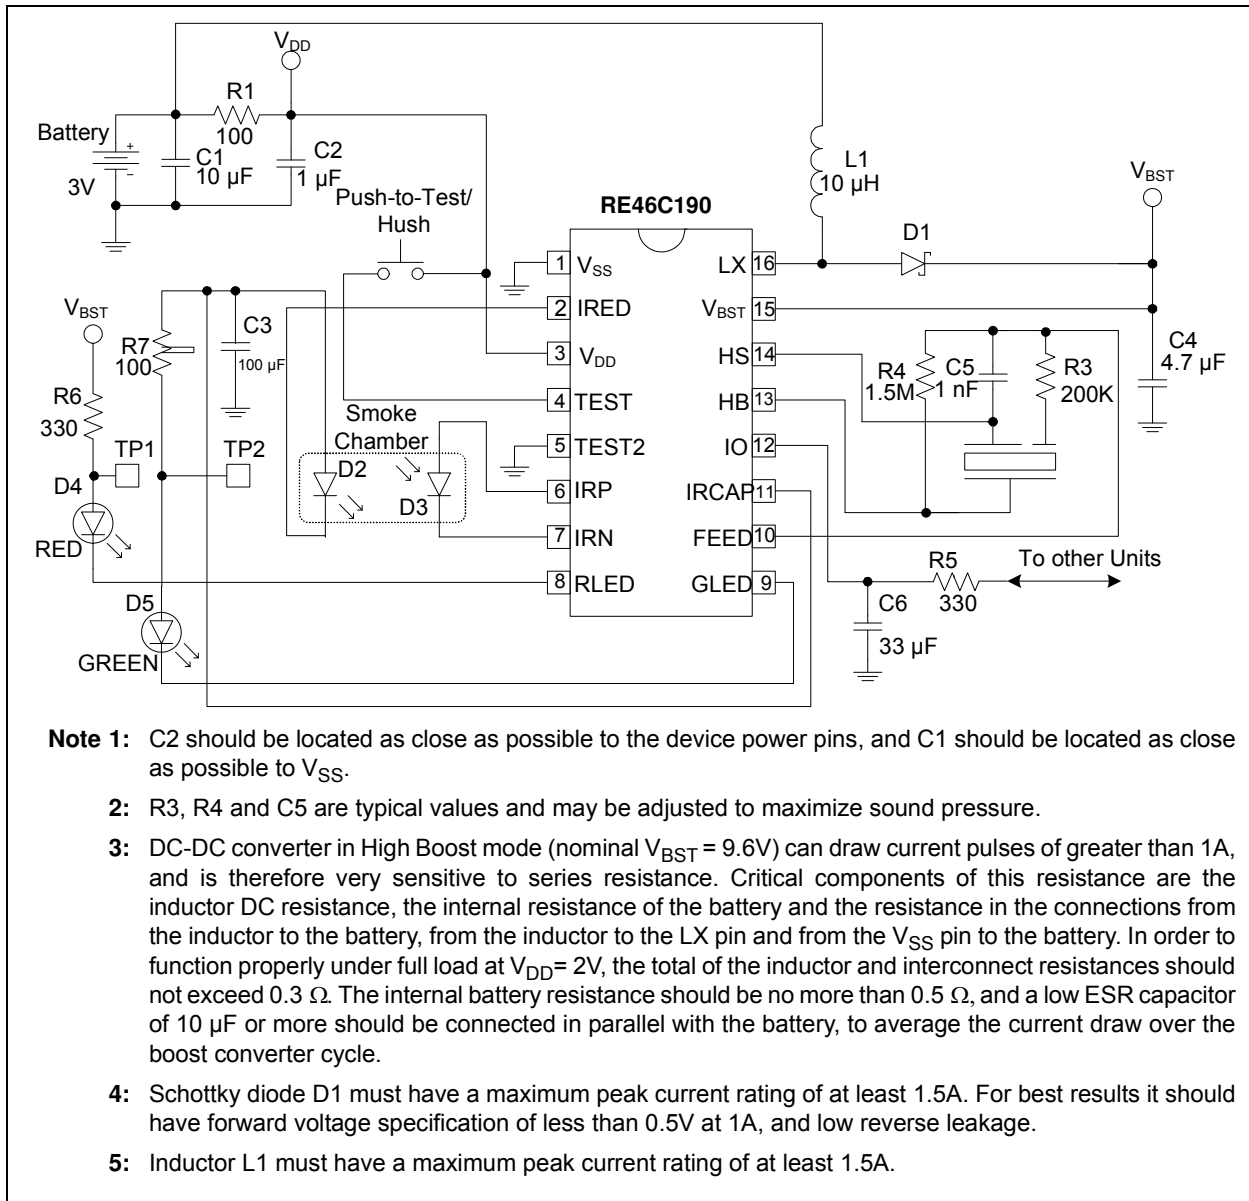 V_DD
R1
100
Battery
3V
C1
10 µF
C2
1 µF
Push-to-Test/
Hush
L1
10 µH
V_BST
D1
RE46C190
1 V_SS
2 IRED
3 V_DD
4 TEST
5 TEST2
6 IRP
7 IRN
8 RLED
LX 16
V_BST 15
HS 14
HB 13
IO 12
IRCAP 11
FEED 10
GLED 9
V_BST
R7
100
C3
100 µF
R6
330
TP1
TP2
D4
RED
D5
GREEN
Smoke
Chamber
D2
D3
R4
1.5M
C5
1 nF
R3
200K
C4
4.7 µF
R5
330
To other Units
C6
33 µF
Note 1: C2 should be located as close as possible to the device power pins, and C1 should be located as close
as possible to V_SS.
2: R3, R4 and C5 are typical values and may be adjusted to maximize sound pressure.
3: DC-DC converter in High Boost mode (nominal V_BST = 9.6V) can draw current pulses of greater than 1A,
and is therefore very sensitive to series resistance. Critical components of this resistance are the
inductor DC resistance, the internal resistance of the battery and the resistance in the connections from
the inductor to the battery, from the inductor to the LX pin and from the V_SS pin to the battery. In order to
function properly under full load at V_DD= 2V, the total of the inductor and interconnect resistances should
not exceed 0.3 Ω. The internal battery resistance should be no more than 0.5 Ω, and a low ESR capacitor
of 10 µF or more should be connected in parallel with the battery, to average the current draw over the
boost converter cycle.
4: Schottky diode D1 must have a maximum peak current rating of at least 1.5A. For best results it should
have forward voltage specification of less than 0.5V at 1A, and low reverse leakage.
5: Inductor L1 must have a maximum peak current rating of at least 1.5A.